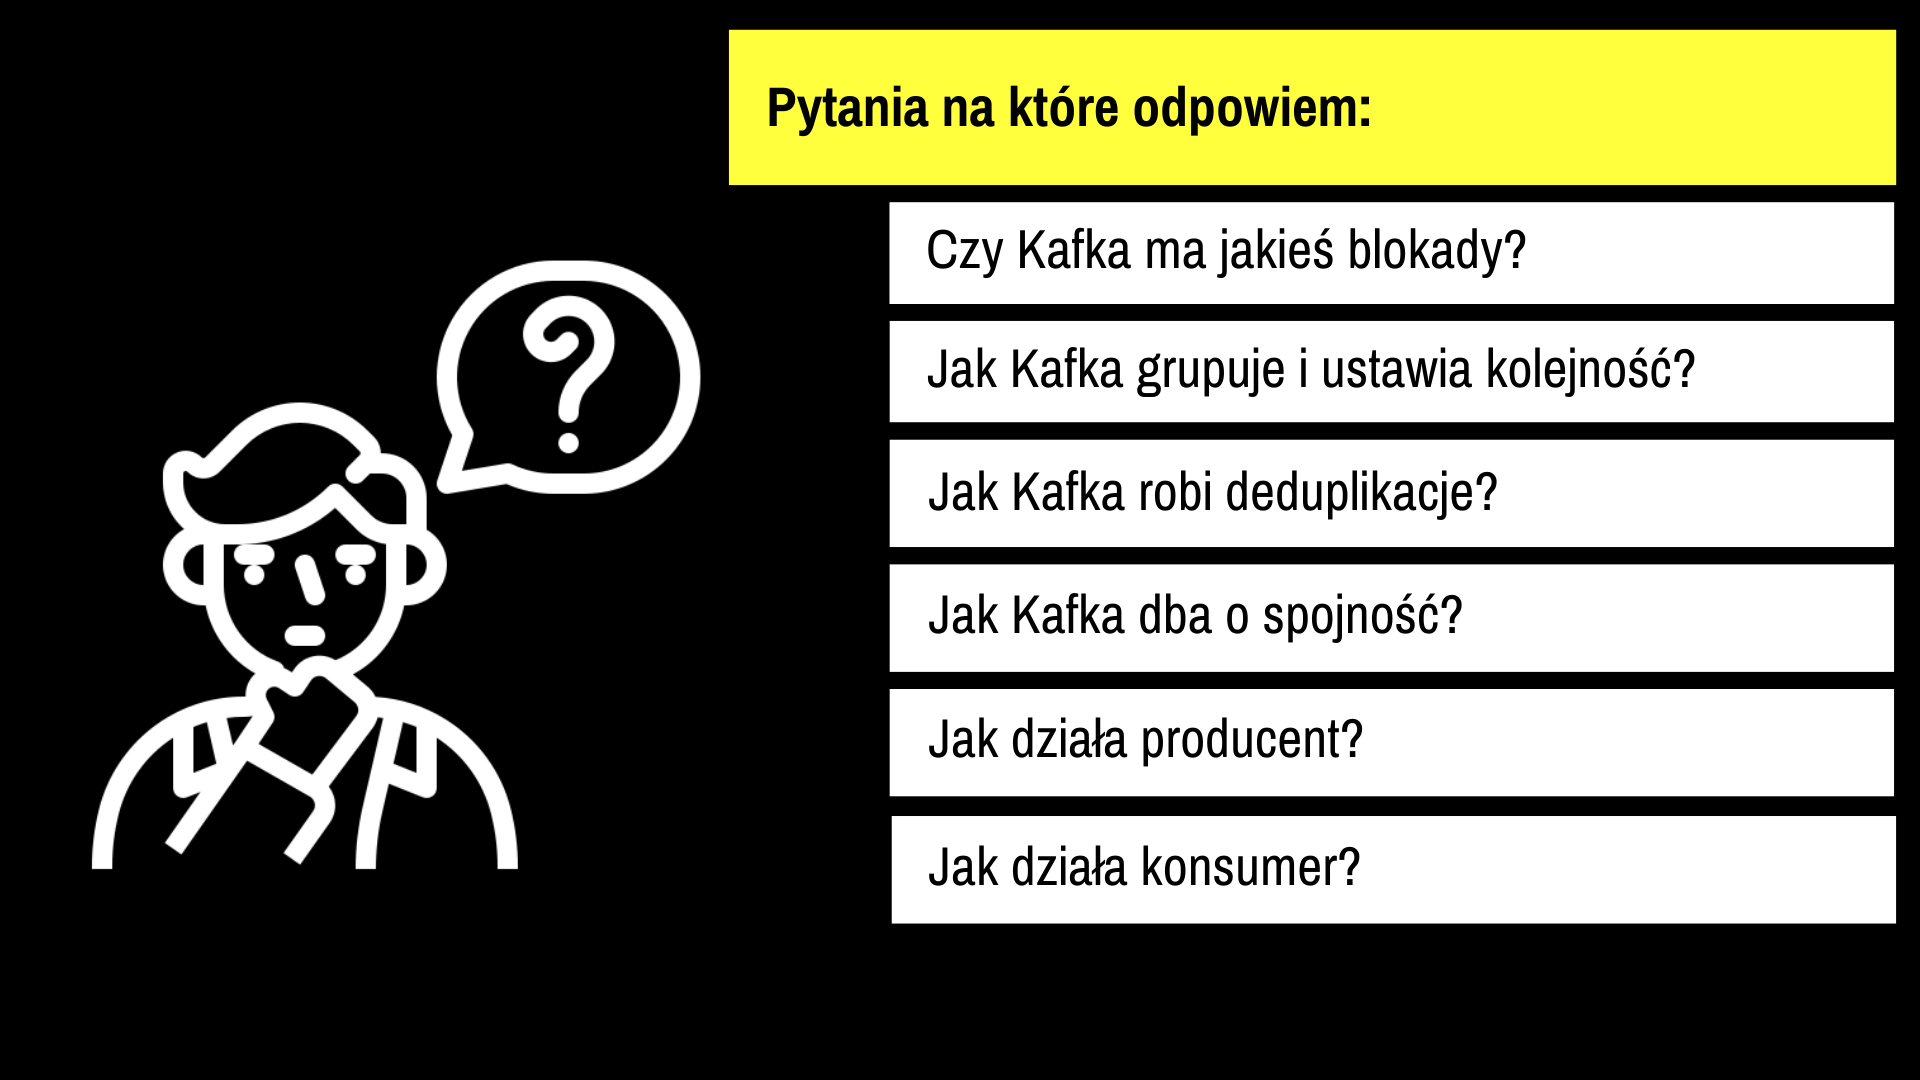 Pytania na które odpowiem:
Czy Kafka ma jakieś blokady?
Jak Kafka grupuje i ustawia kolejność?
Jak Kafka robi deduplikacje?
Jak Kafka dba o spojność?
Jak działa producent?
Jak działa konsumer?
?